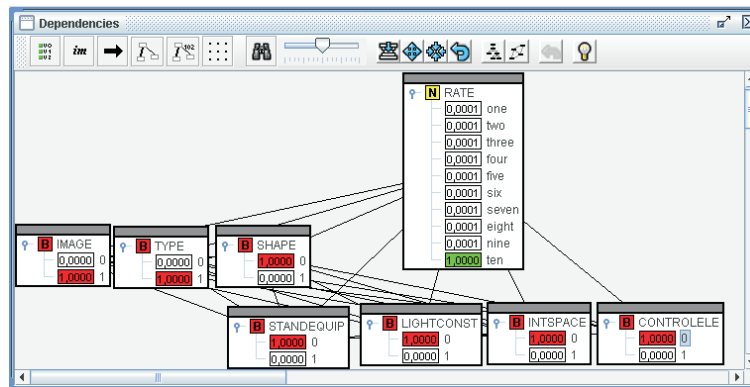 Dependencies
im
102
N RATE
0,0001 one
0,0001 two
0,0001 three
0,0001 four
0,0001 five
0,0001 six
0,0001 seven
0,0001 eight
0,0001 nine
1,0000 ten
B IMAGE
0,0000 0
1,0000 1
B TYPE
0,0000 0
1,0000 1
B SHAPE
1,0000 0
0,0000 1
B STANDEQUIP
1,0000 0
0,0000 1
B LIGHTCONST
1,0000 0
0,0000 1
B INTSPACE
1,0000 0
0,0000 1
B CONTROLELE
1,0000 0
0,0000 1